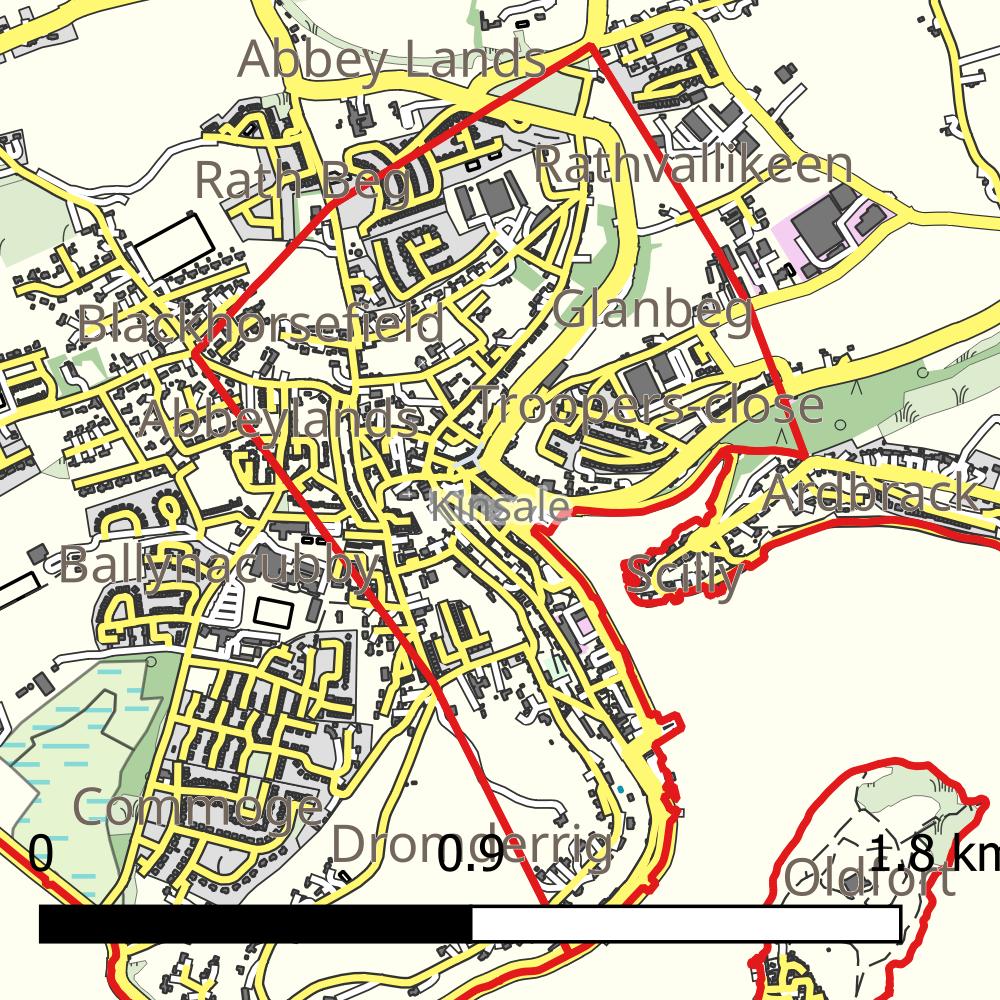 Abbey Lands
Rathvallikeen
Rath Beg
Glanbeg
Blackhorsefield
Troopers-close
Abbeylands
Ardbrack
Kinsale
Ballynacubby
Scilly
Commoge
Dromderrig
0
0.9
1.8 km
Oldfort